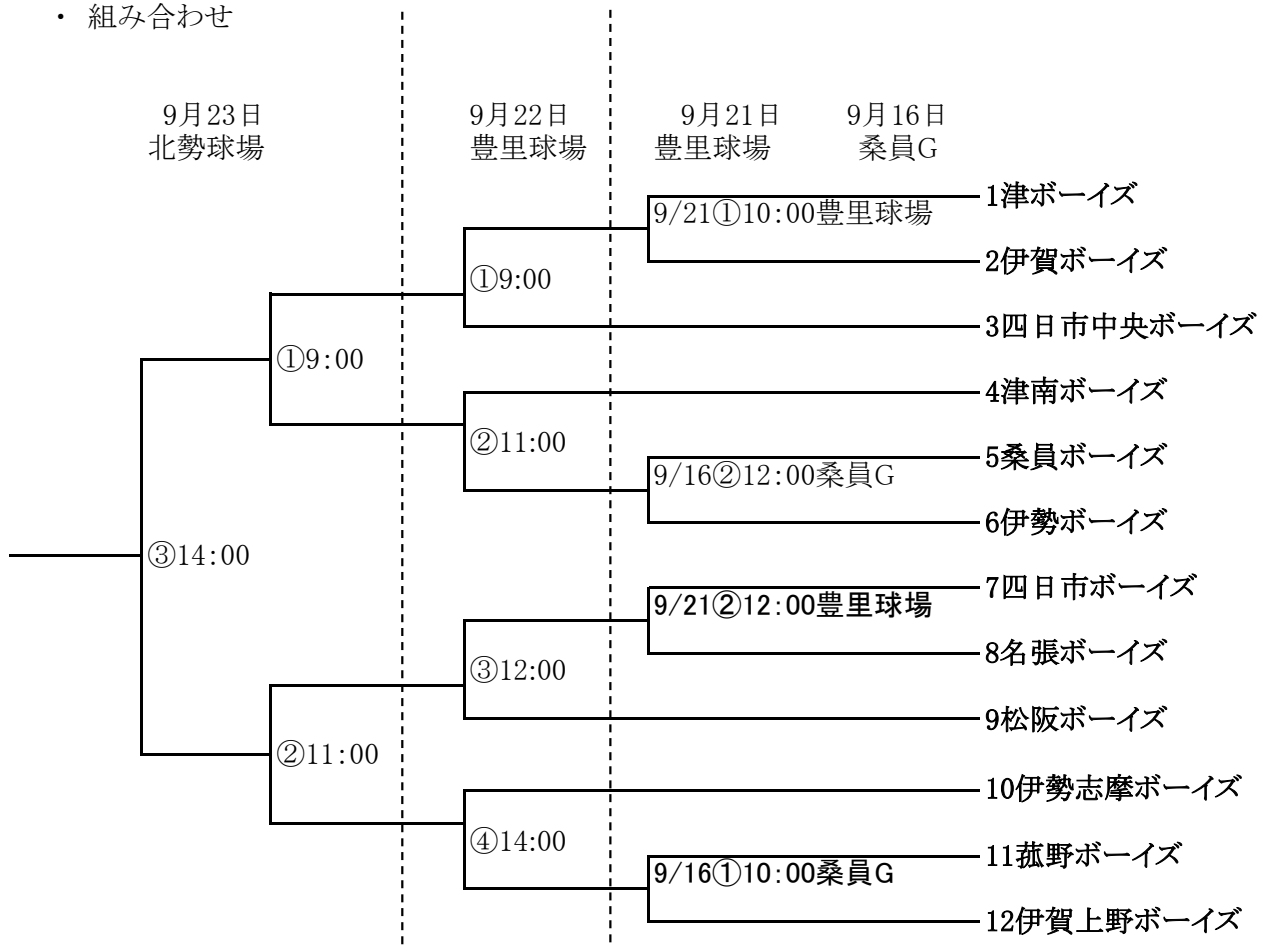 ・ 組み合わせ
9月23日
北勢球場
9月22日
豊里球場
9月21日
豊里球場
9月16日
桑員G
1津ボーイズ
9/21①10:00豊里球場
2伊賀ボーイズ
①9:00
3四日市中央ボーイズ
①9:00
4津南ボーイズ
②11:00
5桑員ボーイズ
9/16②12:00桑員G
6伊勢ボーイズ
③14:00
7四日市ボーイズ
9/21②12:00豊里球場
8名張ボーイズ
③12:00
9松阪ボーイズ
②11:00
10伊勢志摩ボーイズ
④14:00
11菰野ボーイズ
9/16①10:00桑員G
12伊賀上野ボーイズ